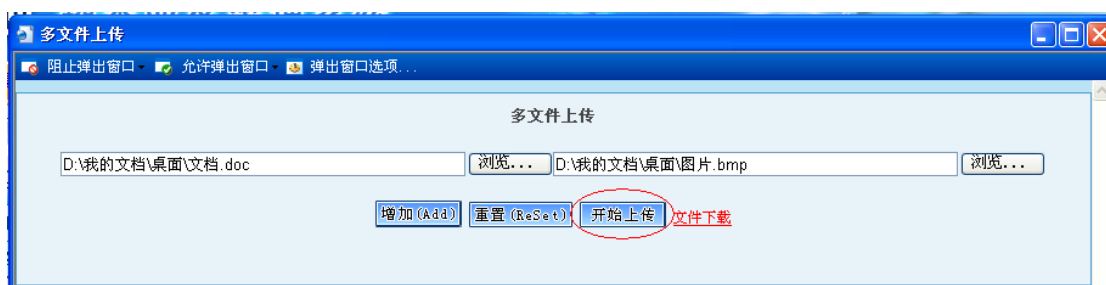 多文件上传
阻止弹出窗口 允许弹出窗口 弹出窗口选项...
多文件上传
D:\我的文档\桌面\文档.doc 浏览... D:\我的文档\桌面\图片.bmp 浏览...
增加(Add) 重置(ReSet) 开始上传 文件下载